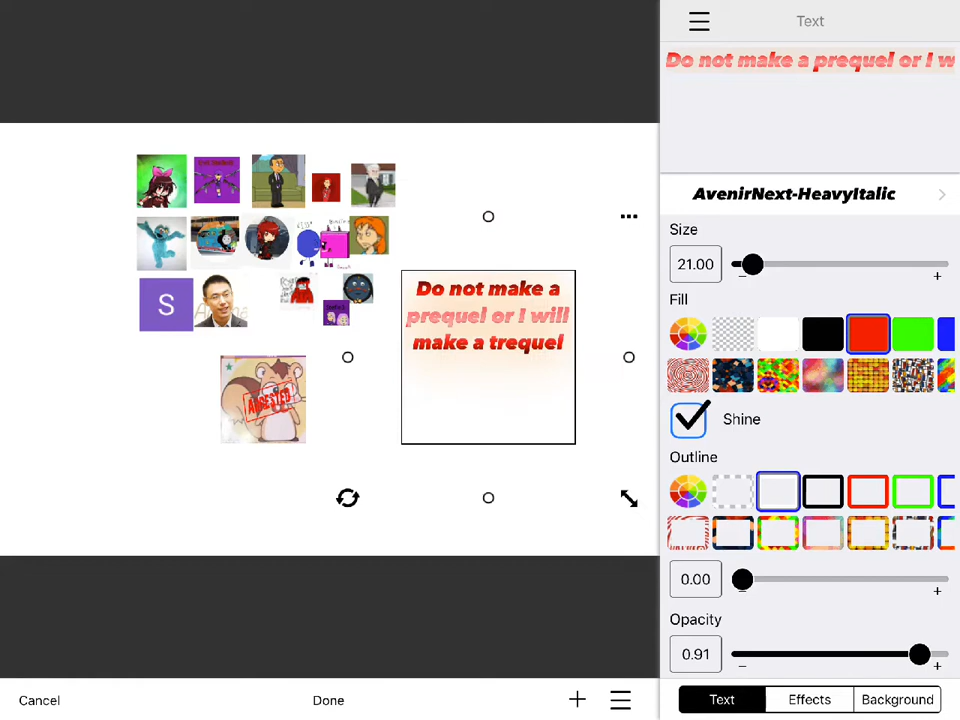 Text
Do not make a prequel or I w
AvenirNext-HeavyItalic
Size
21.00
Fill
Shine
Outline
0.00
Opacity
0.91
Text
Effects
Background
S
ARRESTED
Do not make a
prequel or I will
make a trequel
Cancel
Done